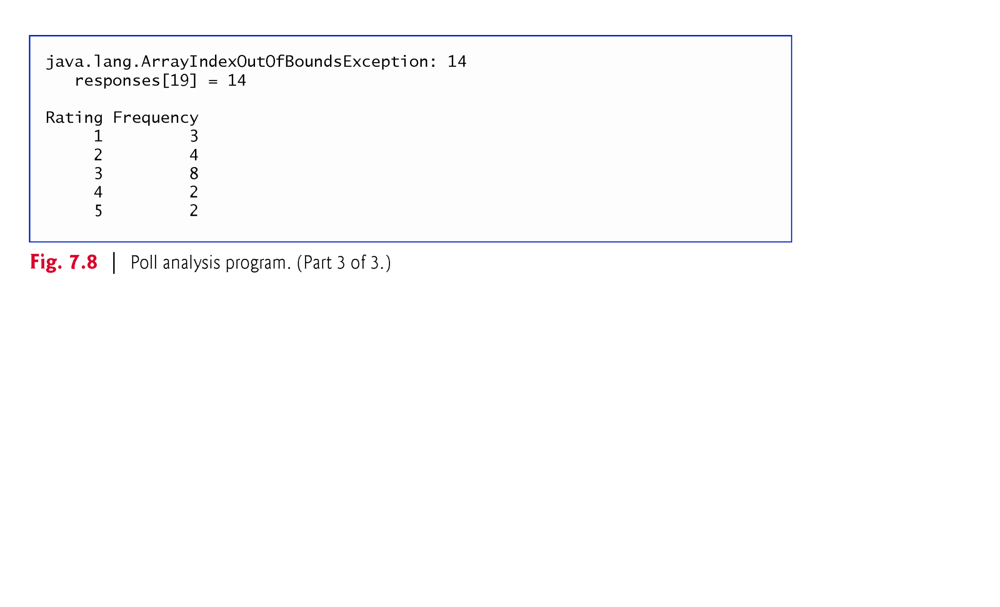 java.lang.ArrayIndexOutOfBoundsException: 14
   responses[19] = 14

Rating Frequency
     1         3
     2         4
     3         8
     4         2
     5         2
Fig. 7.8 | Poll analysis program. (Part 3 of 3.)